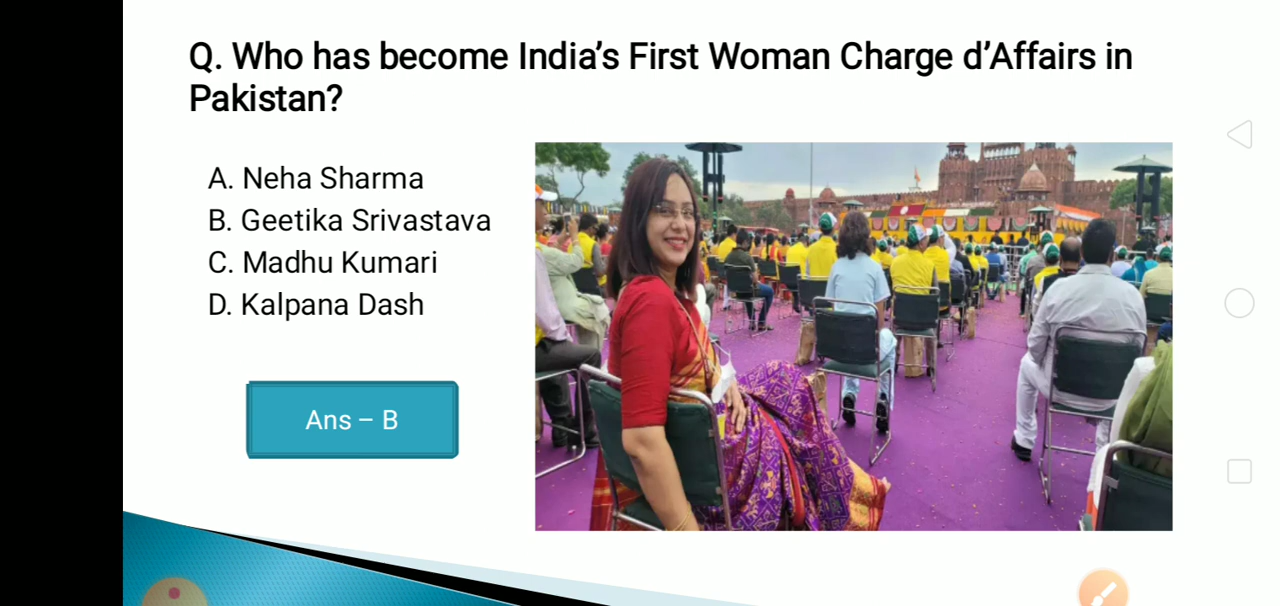 Q. Who has become India’s First Woman Charge d’Affairs in
Pakistan?
A. Neha Sharma
B. Geetika Srivastava
C. Madhu Kumari
D. Kalpana Dash
Ans – B